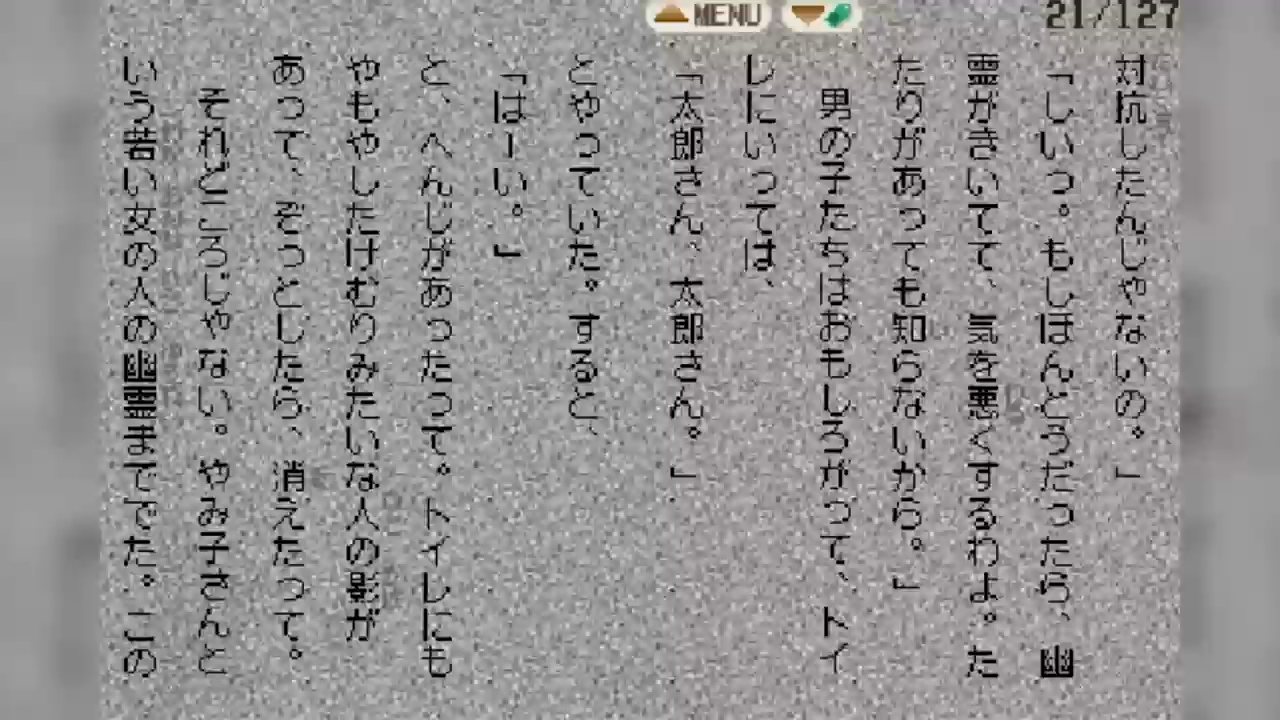 MENU
21/127
対抗したんじゃないの。」
「しいっ。もしほんとうだったら、幽
霊がきいてて、気を悪くするわよ。た
たりがあっても知らないから。」
男の子たちはおもしろがって、トイ
レにいっては、
「太郎さん、太郎さん。」
とやっていた。すると、
「はーい。」
と、へんじがあったって。トイレにも
やもやしたけむりみたいな人の影が
あって、ぞっとしたら、消えたって。
それどころじゃない。やみ子さんと
いう暗い女の人の幽霊まででた。この